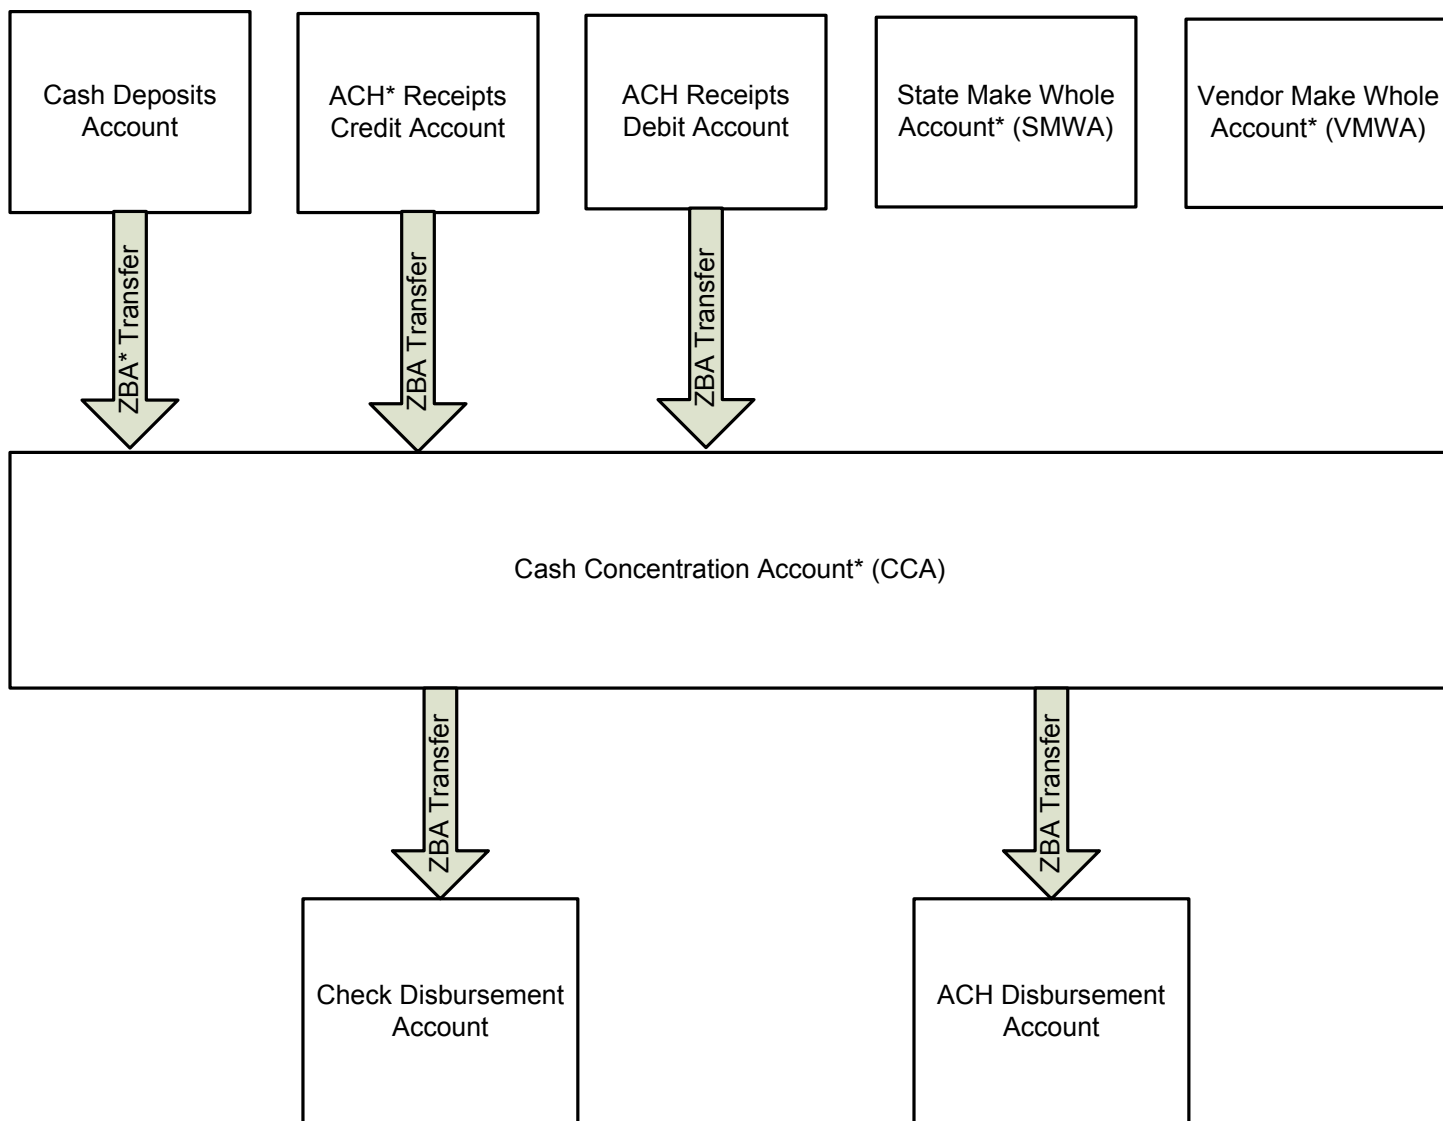 Cash Deposits
Account
ACH* Receipts
Credit Account
ACH Receipts
Debit Account
State Make Whole
Account* (SMWA)
Vendor Make Whole
Account* (VMWA)
ZBA* Transfer
ZBA Transfer
ZBA Transfer
Cash Concentration Account* (CCA)
ZBA Transfer
ZBA Transfer
Check Disbursement
Account
ACH Disbursement
Account